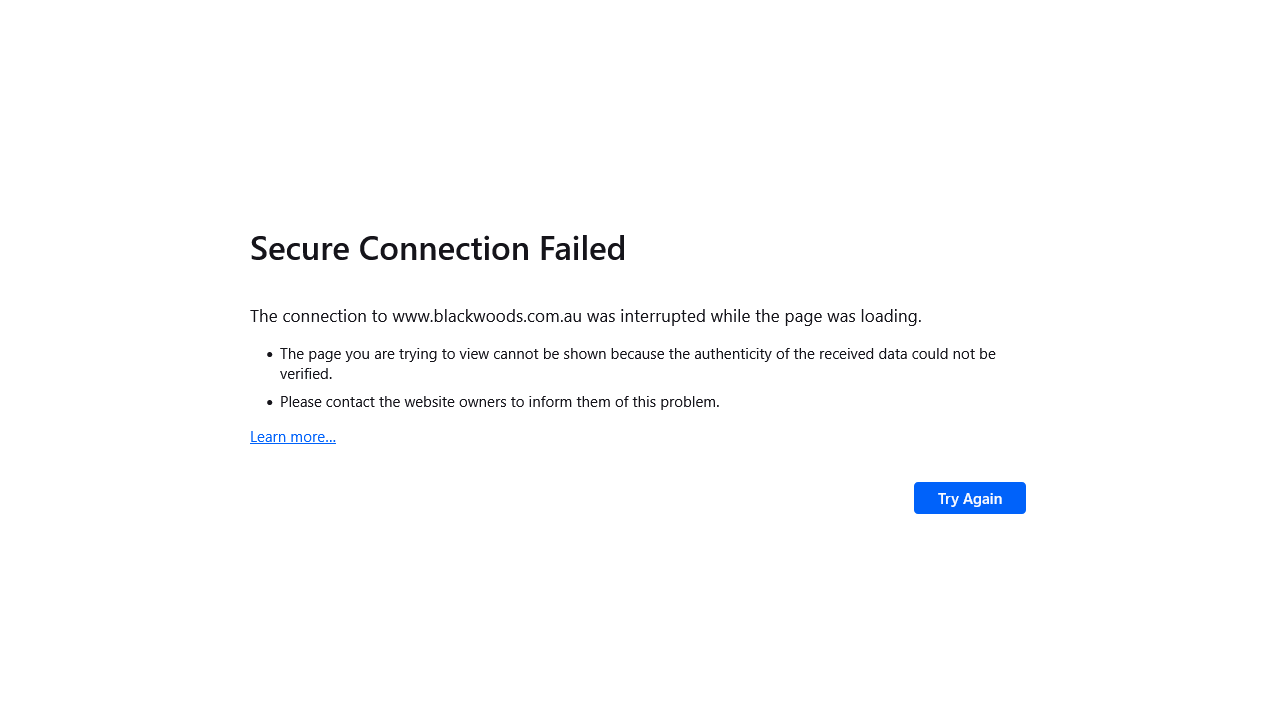 Secure Connection Failed
The connection to www.blackwoods.com.au was interrupted while the page was loading.
• The page you are trying to view cannot be shown because the authenticity of the received data could not be
verified.
• Please contact the website owners to inform them of this problem.
Learn more...
Try Again